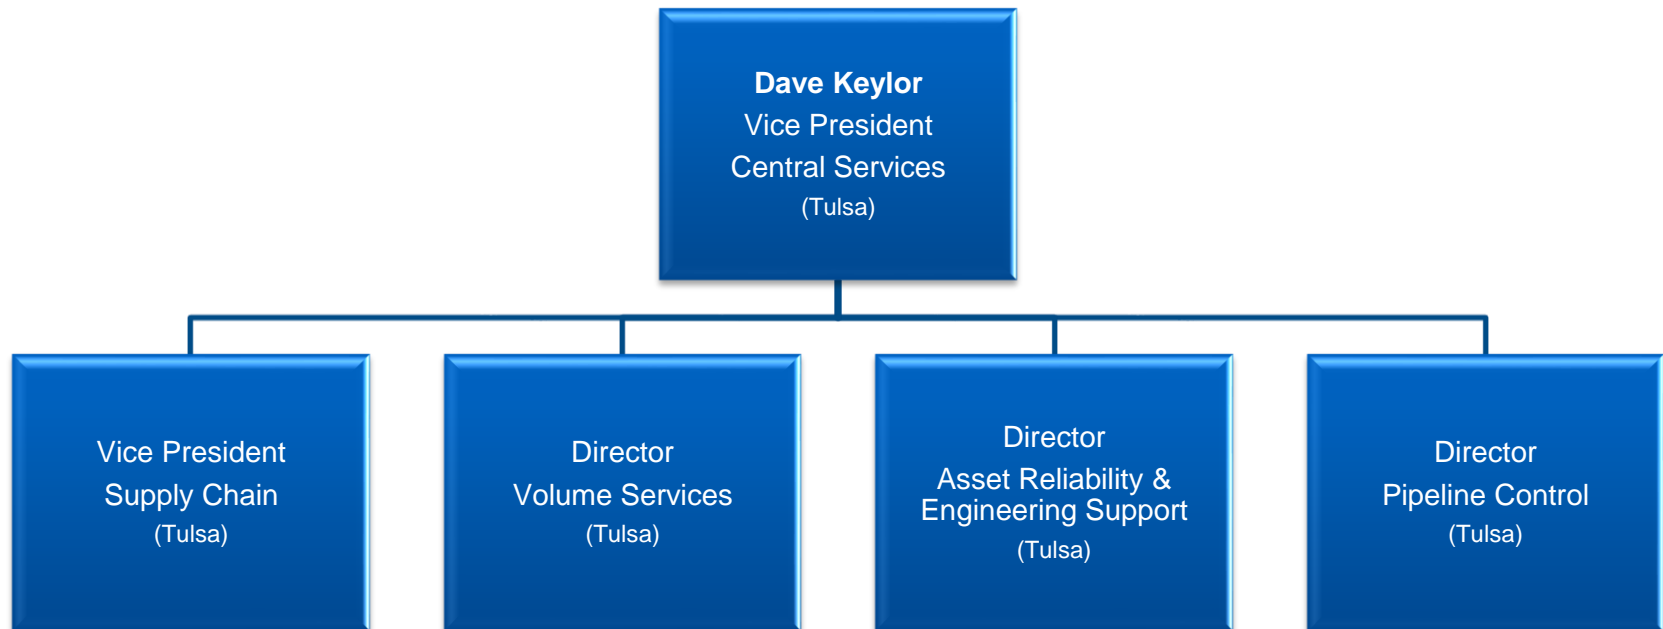 Dave Keylor
Vice President
Central Services
(Tulsa)
Vice President
Supply Chain
(Tulsa)
Director
Volume Services
(Tulsa)
Director
Asset Reliability &
Engineering Support
(Tulsa)
Director
Pipeline Control
(Tulsa)